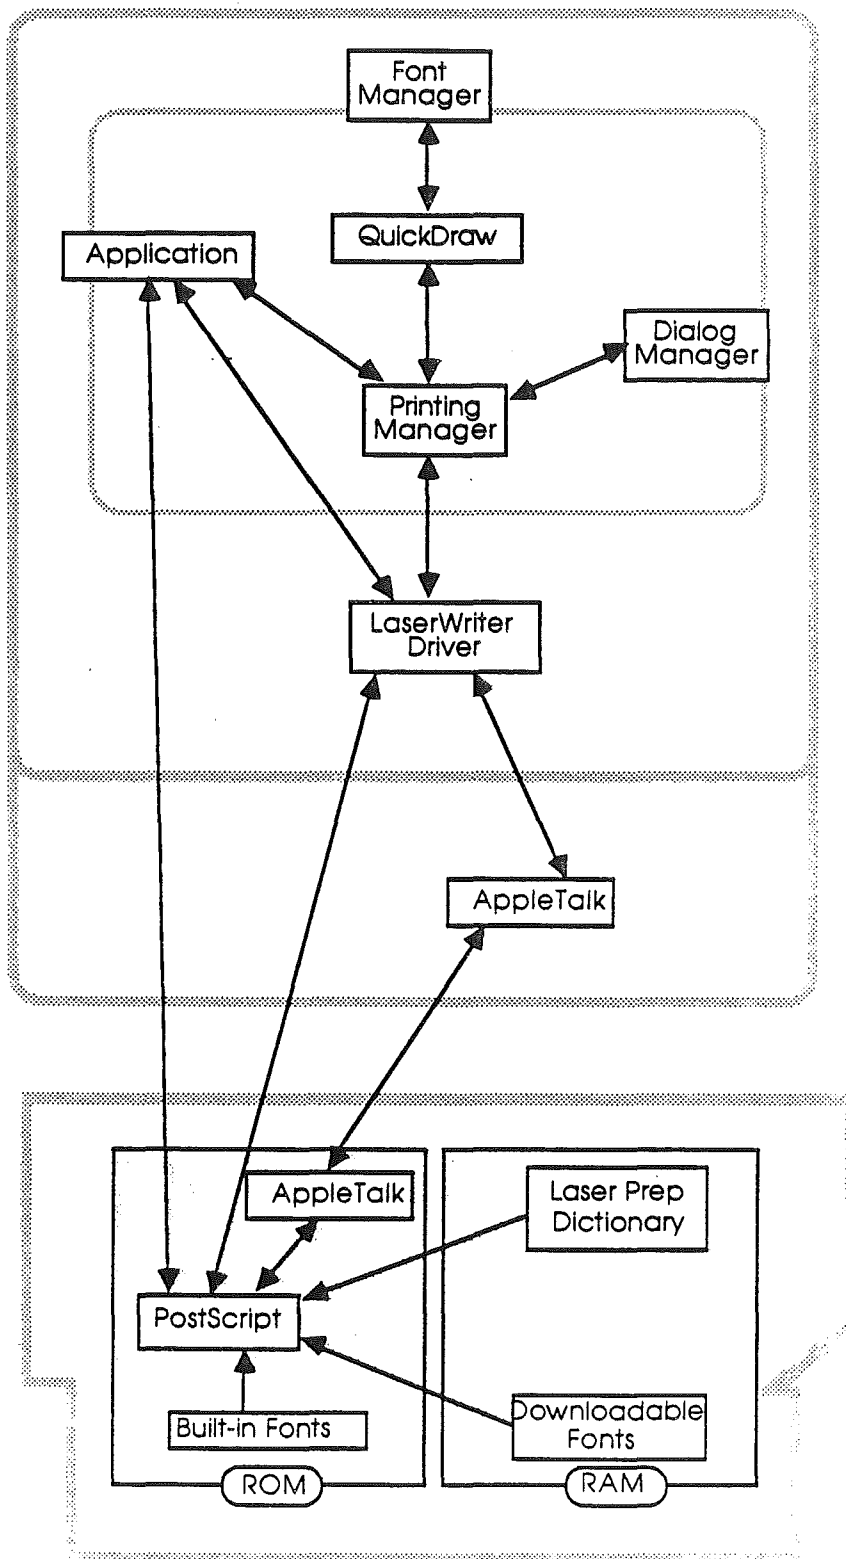 Font
Manager
QuickDraw
Application
Dialog
Manager
Printing
Manager
LaserWriter
Driver
AppleTalk
AppleTalk
Laser Prep
Dictionary
PostScript
Built-in Fonts
Downloadable
Fonts
ROM
RAM